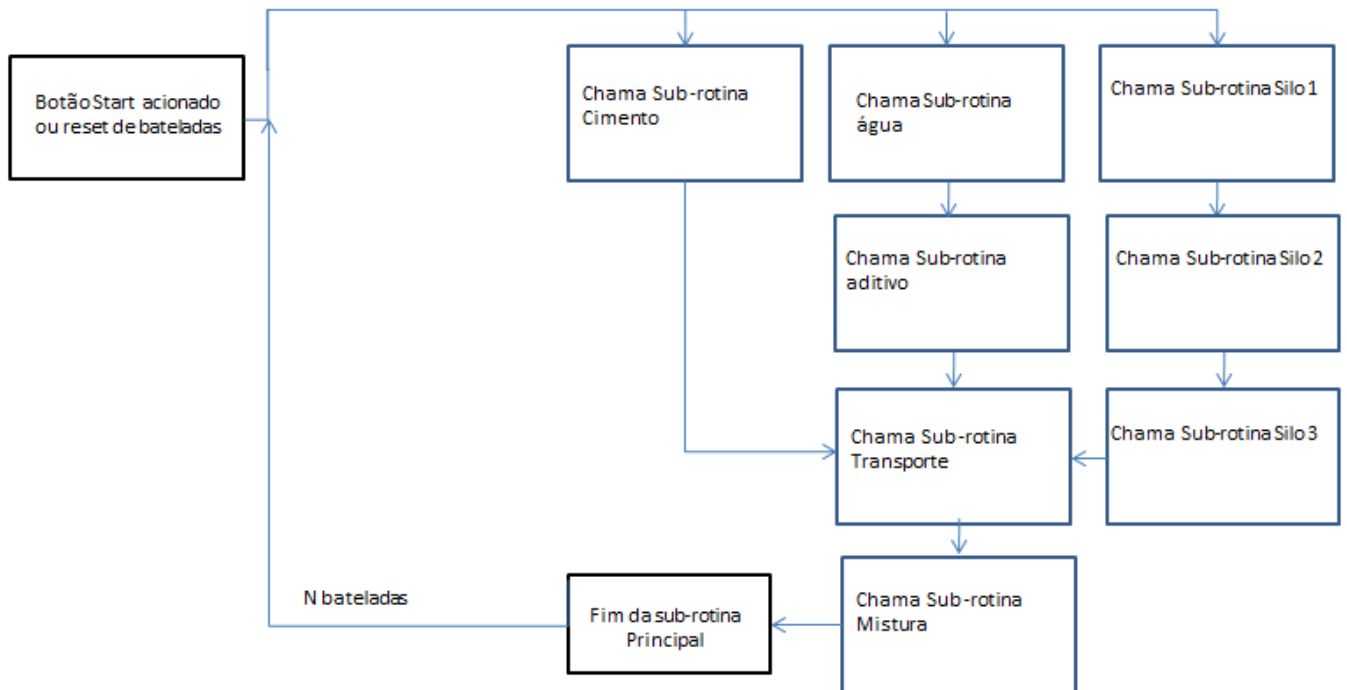 Botão Start acionado
ou reset de bateladas
Chama Sub-rotina
Cimento
Chama Sub-rotina
água
Chama Sub-rotina Silo 1
Chama Sub-rotina
aditivo
Chama Sub-rotina Silo 2
Chama Sub-rotina
Transporte
Chama Sub-rotina Silo 3
N bateladas
Fim da sub-rotina
Principal
Chama Sub-rotina
Mistura